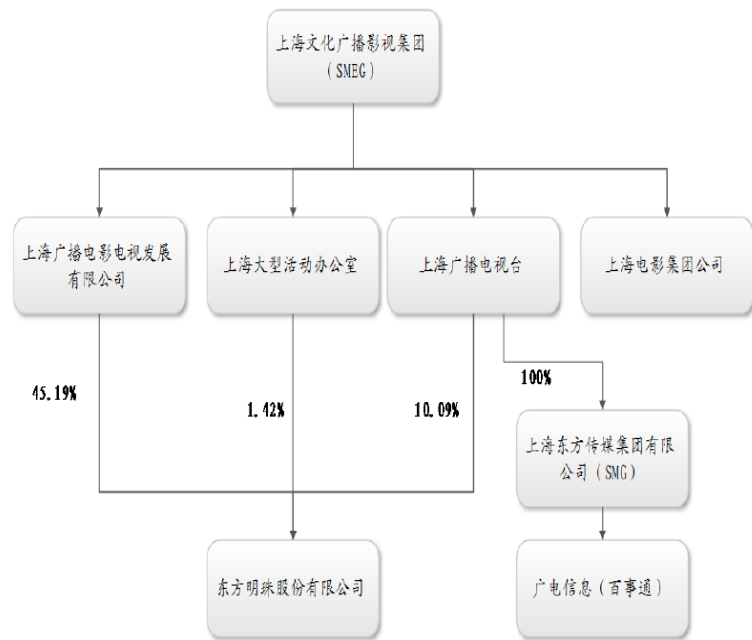 上海文化广播影视集团
（SMEG）
上海广播电影电视发展
有限公司
上海大型活动办公室
上海广播电视台
上海电影集团公司
45.19%
1.42%
10.09%
100%
上海东方传媒集团有限
公司（SMG）
东方明珠股份有限公司
广电信息（百事通）